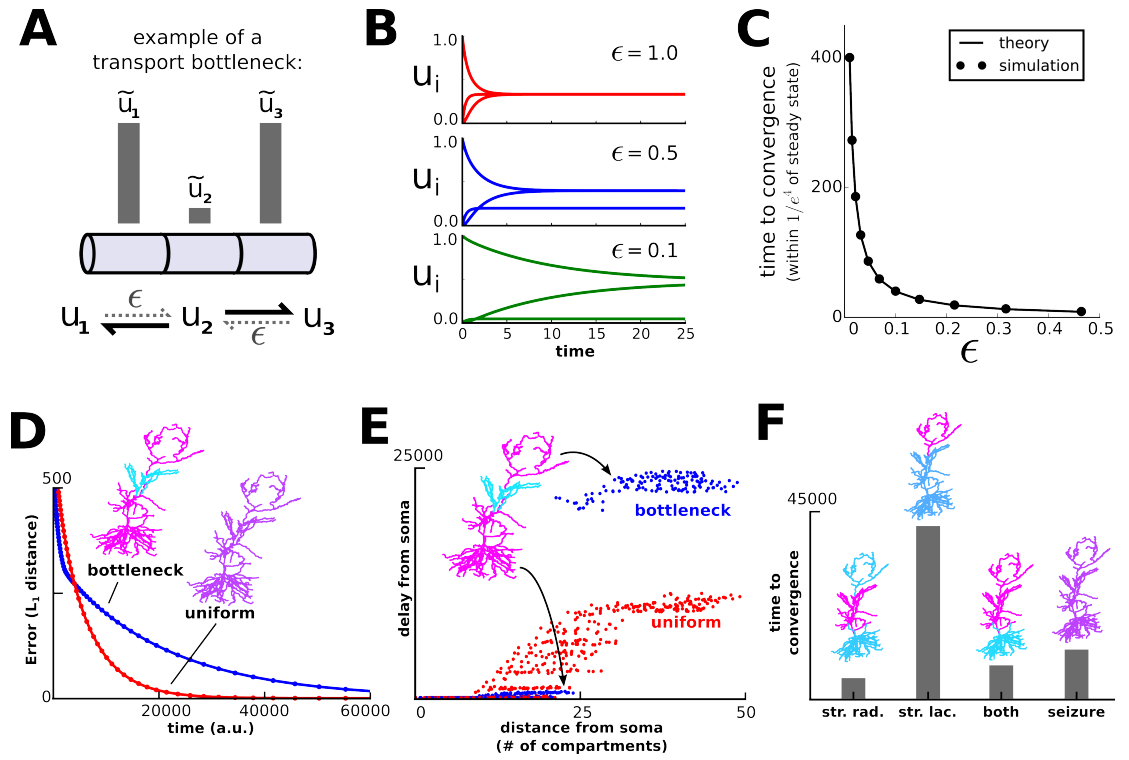 A
example of a
transport bottleneck:
ũ1
ũ2
ũ3
ϵ
u1 u2 u3
ϵ
B
1.0
ui
0.0
ϵ = 1.0
1.0
ui
0.0
ϵ = 0.5
1.0
ui
0.0
ϵ = 0.1
0 5 10 15 20 25
time
C
time to convergence
(within 1/e⁴ of steady state)
400
200
0
theory
simulation
0 0.1 0.2 0.3 0.4 0.5
ϵ
D
500
Error (L1 distance)
0
bottleneck
uniform
20000 40000 60000
time (a.u.)
E
25000
delay from soma
bottleneck
uniform
0 25 50
distance from soma
(# of compartments)
F
45000
time to
convergence
str. rad. str. lac. both seizure